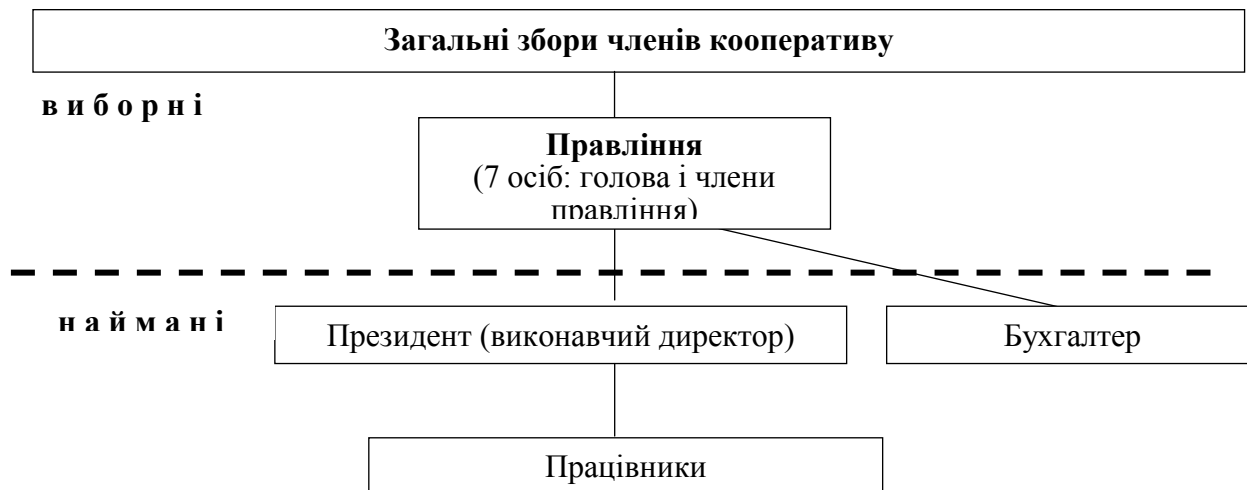 Загальні збори членів кооперативу
в и б о р н і
Правління
(7 осіб: голова і члени
правління)
н а й м а н і
Президент (виконавчий директор)
Бухгалтер
Працівники